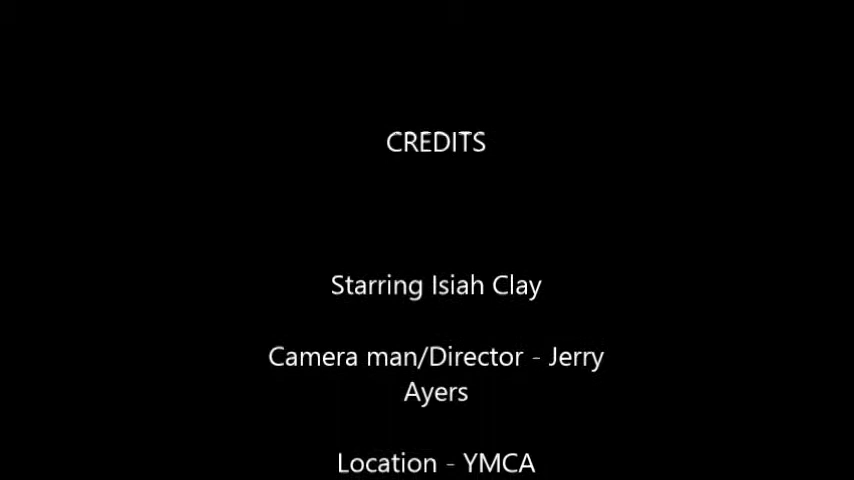 CREDITS
Starring Isiah Clay
Camera man/Director - Jerry
Ayers
Location - YMCA